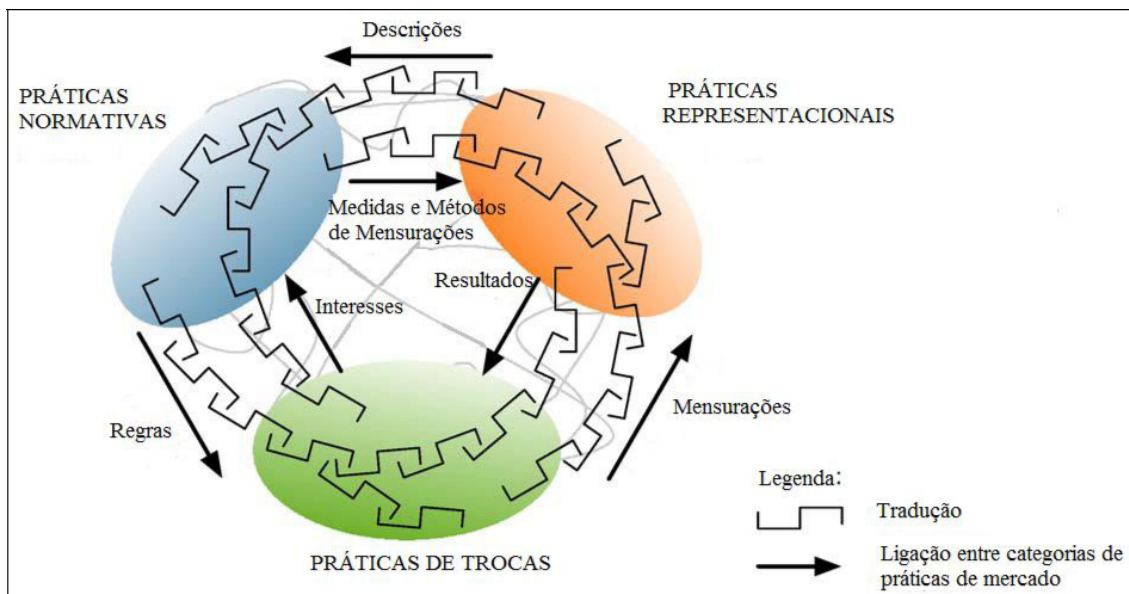 Descrições
PRÁTICAS
NORMATIVAS
PRÁTICAS
REPRESENTACIONAIS
Medidas e Métodos
de Mensurações
Resultados
Interesses
Regras
Mensurações
PRÁTICAS DE TROCAS
Legenda:
Tradução
Ligação entre categorias de
práticas de mercado